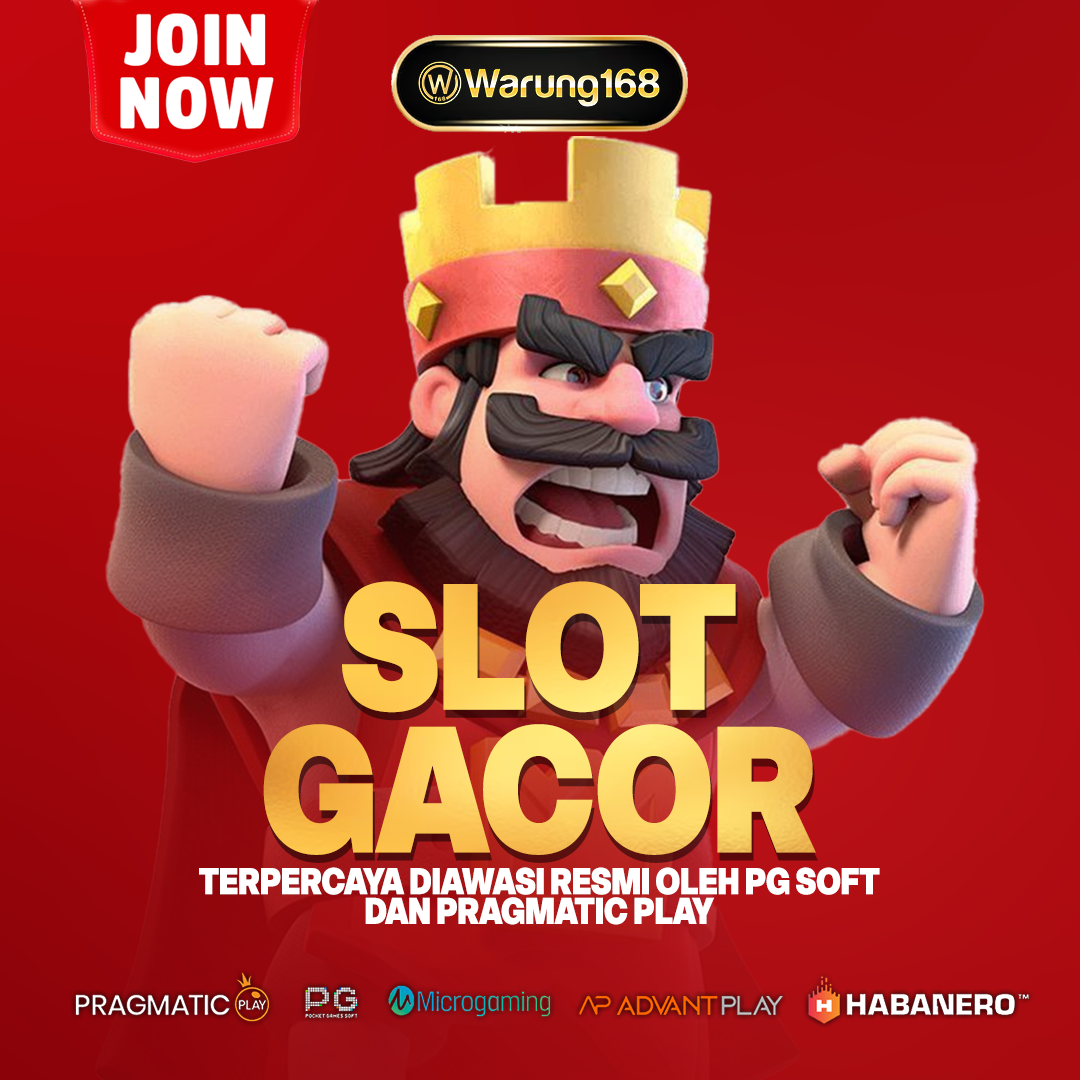 JOIN
NOW
W
168
Warung168
SLOT
GACOR
TERPERCAYA DIAWASI RESMI OLEH PG SOFT
DAN PRAGMATIC PLAY
PRAGMATIC PLAY
PG
POCKET GAMES SOFT
Microgaming
AP ADVANTPLAY
H HABANERO™